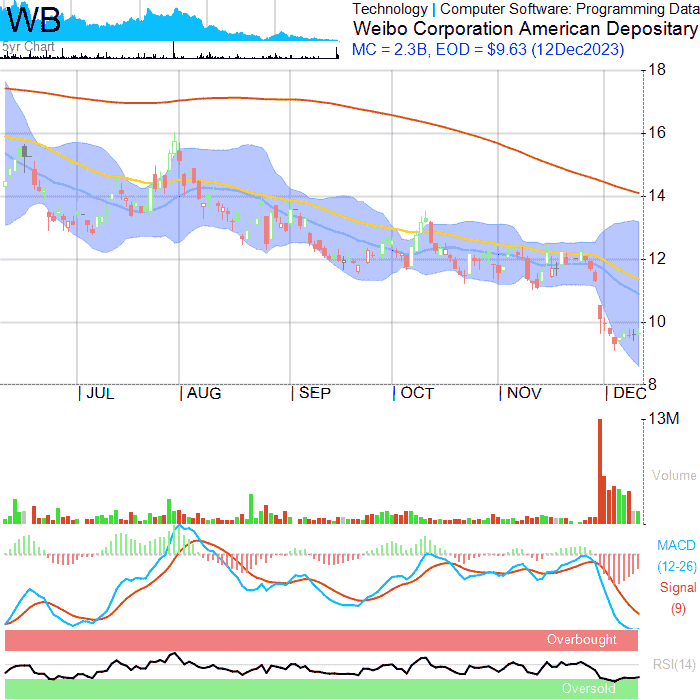 WB
5yr Chart
Technology | Computer Software: Programming Data
Weibo Corporation American Depositary
MC = 2.3B, EOD = $9.63 (12Dec2023)
18
16
14
12
10
8
JUL AUG SEP OCT NOV DEC
13M
Volume
MACD
(12-26)
Signal
(9)
Overbought
RSI(14)
Oversold